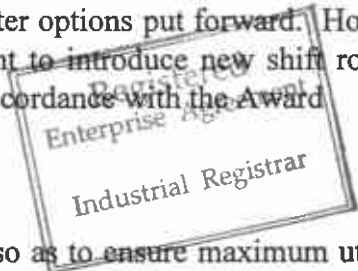 ter options put forward. Ho
nt to introduce new shift ro
cordance with the Award
Registered
Enterprise Agreement
Industrial Registrar
so as to ensure maximum ut